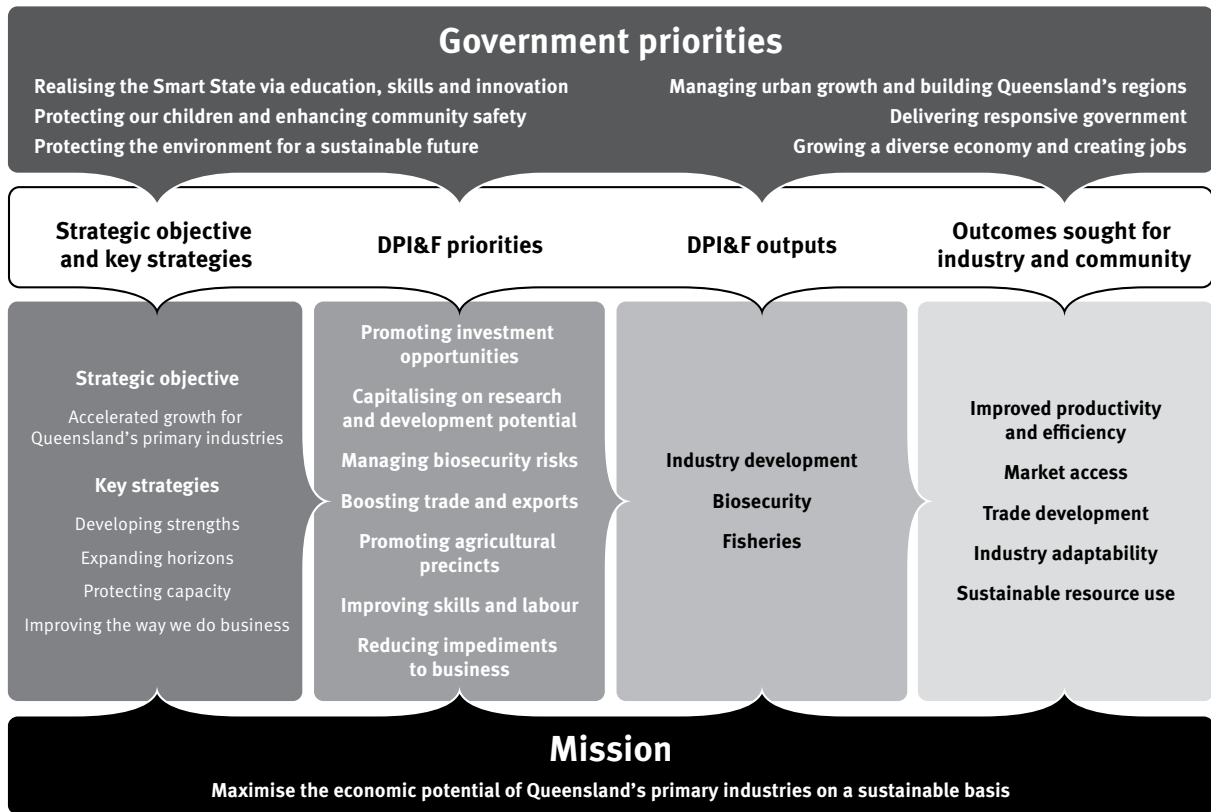 Government priorities
Realising the Smart State via education, skills and innovation
Protecting our children and enhancing community safety
Protecting the environment for a sustainable future
Managing urban growth and building Queensland's regions
Delivering responsive government
Growing a diverse economy and creating jobs
Strategic objective
and key strategies
DPI&F priorities
DPI&F outputs
Outcomes sought for
industry and community
Strategic objective
Accelerated growth for
Queensland's primary industries
Key strategies
Developing strengths
Expanding horizons
Protecting capacity
Improving the way we do business
Promoting investment
opportunities
Capitalising on research
and development potential
Managing biosecurity risks
Boosting trade and exports
Promoting agricultural
precincts
Improving skills and labour
Reducing impediments
to business
Industry development
Biosecurity
Fisheries
Improved productivity
and efficiency
Market access
Trade development
Industry adaptability
Sustainable resource use
Mission
Maximise the economic potential of Queensland's primary industries on a sustainable basis